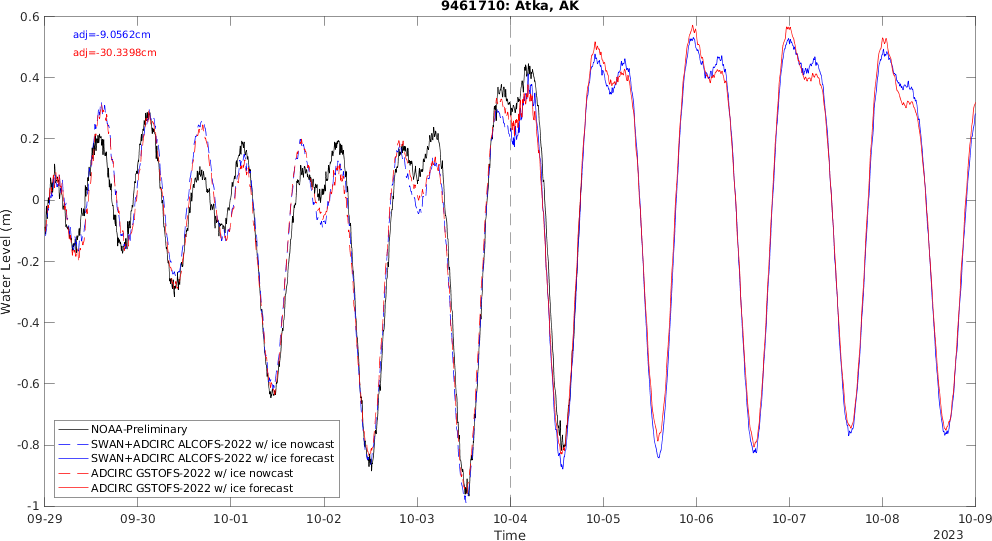 9461710: Atka, AK
adj=-9.0562cm
adj=-30.3398cm
0.6
0.4
0.2
0
-0.2
-0.4
-0.6
-0.8
-1
Water Level (m)
NOAA-Preliminary
SWAN+ADCIRC ALCOFS-2022 w/ ice nowcast
SWAN+ADCIRC ALCOFS-2022 w/ ice forecast
ADCIRC GSTOFS-2022 w/ ice nowcast
ADCIRC GSTOFS-2022 w/ ice forecast
09-29 09-30 10-01 10-02 10-03 10-04 10-05 10-06 10-07 10-08 10-09
Time
2023